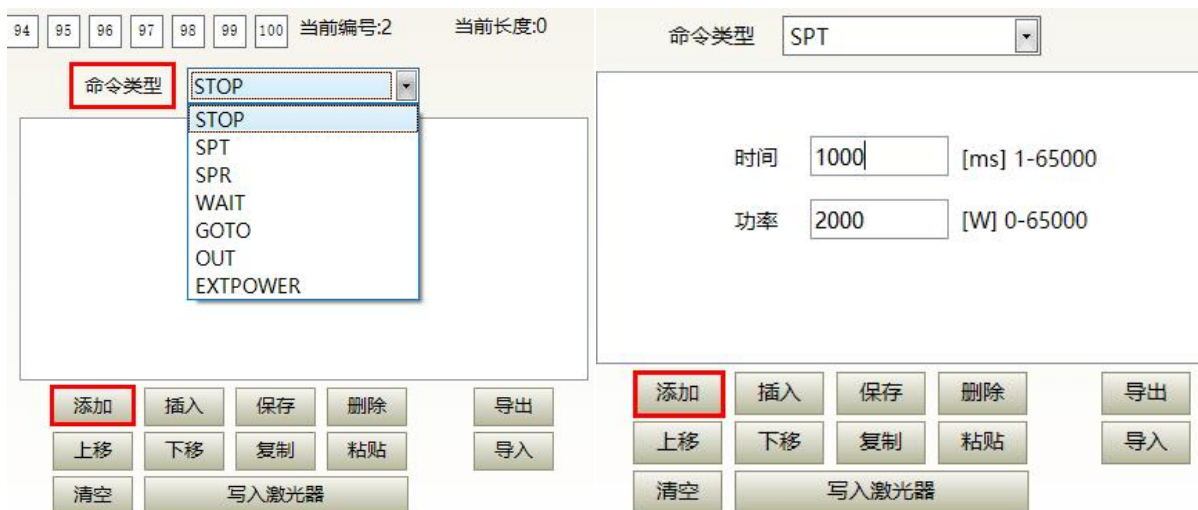 94 95 96 97 98 99 100 当前编号:2 当前长度:0
命令类型 STOP
STOP
SPT
SPR
WAIT
GOTO
OUT
EXTPOWER
添加 插入 保存 删除 导出
上移 下移 复制 粘贴 导入
清空 写入激光器
命令类型 SPT
时间 1000 [ms] 1-65000
功率 2000 [W] 0-65000
添加 插入 保存 删除 导出
上移 下移 复制 粘贴 导入
清空 写入激光器